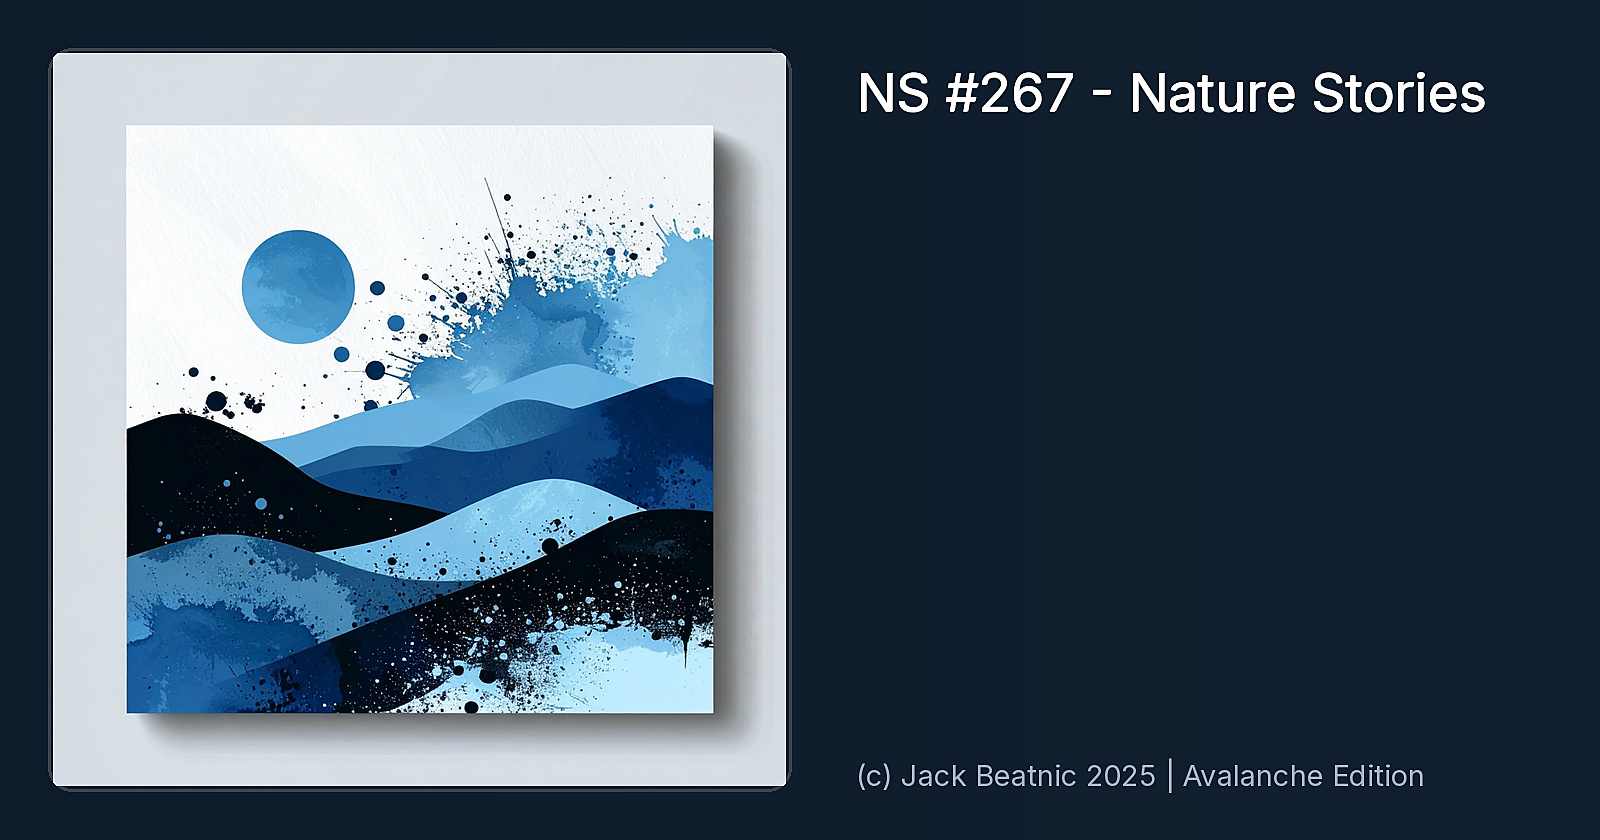 NS #267 - Nature Stories
(c) Jack Beatnic 2025 | Avalanche Edition